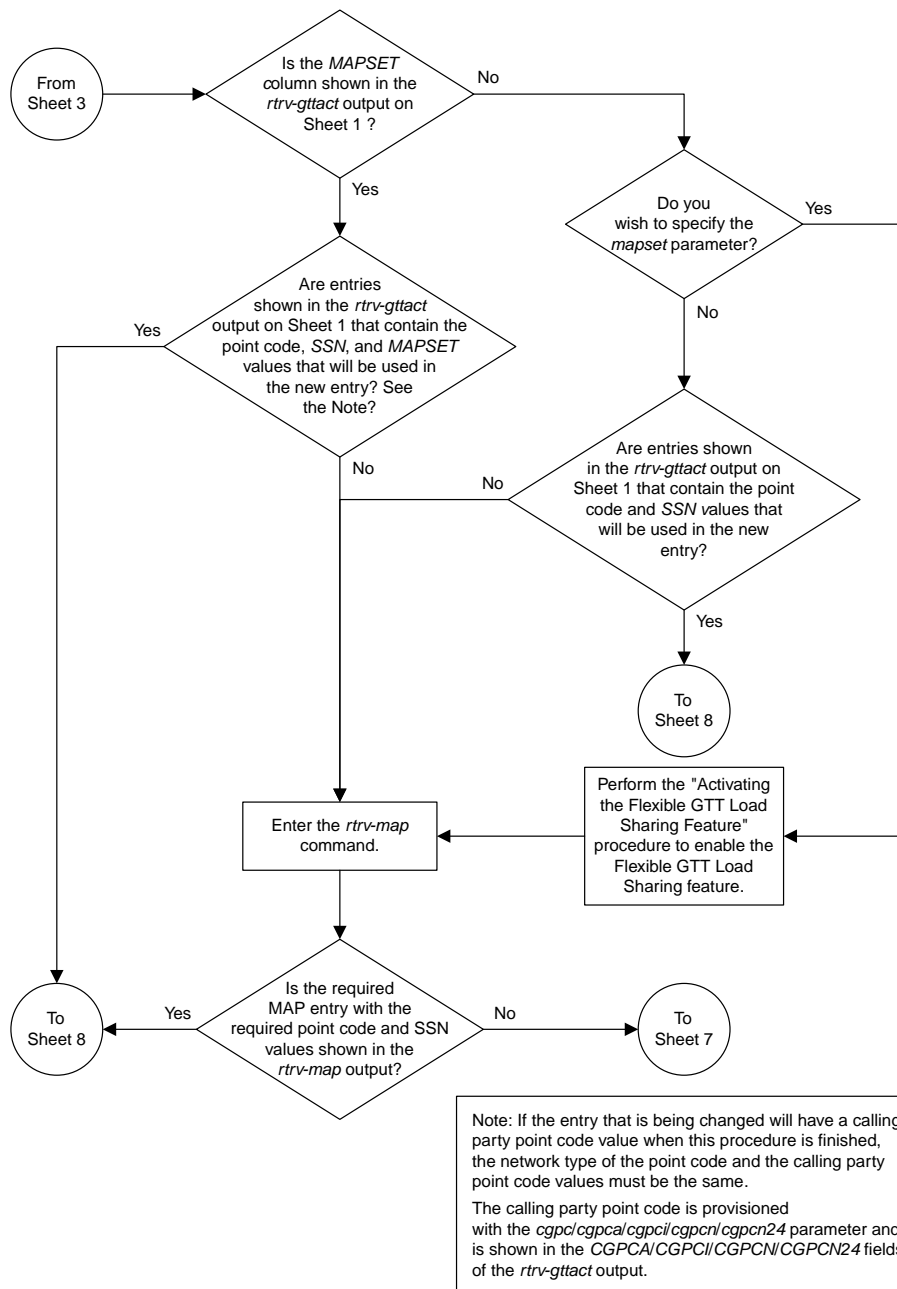 From
Sheet 3
Is the MAPSET
column shown in the
rtrv-gttact output on
Sheet 1 ?
No
Yes
Do you
wish to specify the
mapset parameter?
Yes
No
Are entries
shown in the rtrv-gttact
output on Sheet 1 that contain the
point code, SSN, and MAPSET
values that will be used in
the new entry? See
the Note?
Yes
No
Are entries shown
in the rtrv-gttact output on
Sheet 1 that contain the point
code and SSN values that
will be used in the new
entry?
No
Yes
To
Sheet 8
Enter the rtrv-map
command.
Perform the "Activating
the Flexible GTT Load
Sharing Feature"
procedure to enable the
Flexible GTT Load
Sharing feature.
Is the required
MAP entry with the
required point code and SSN
values shown in the
rtrv-map output?
Yes
No
To
Sheet 8
To
Sheet 7
Note: If the entry that is being changed will have a calling
party point code value when this procedure is finished,
the network type of the point code and the calling party
point code values must be the same.
The calling party point code is provisioned
with the cgpc/cgpca/cgpci/cgpcn/cgpcn24 parameter and
is shown in the CGPCA/CGPCI/CGPCN/CGPCN24 fields
of the rtrv-gttact output.